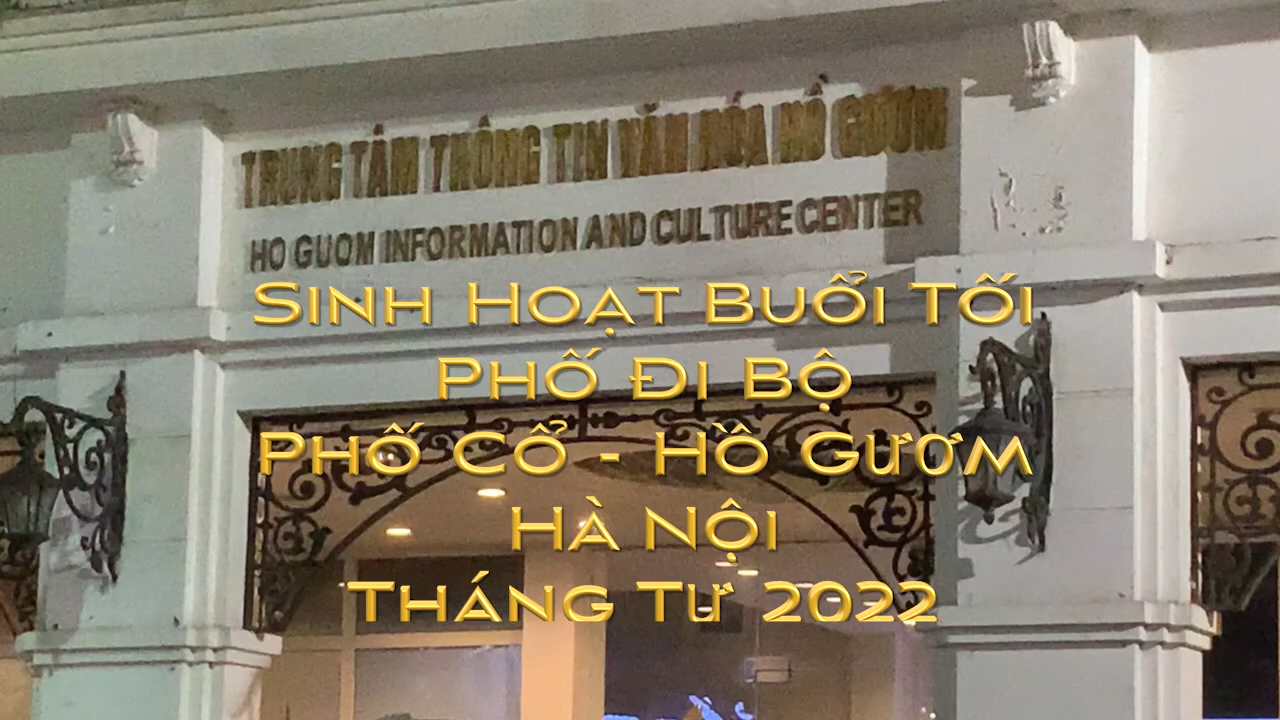 TRUNG TÂM THÔNG TIN VĂN HÓA HỒ GƯƠM
HO GUOM INFORMATION AND CULTURE CENTER
Sinh Hoạt Buổi Tối
Phố Đi Bộ
Phố Cổ - Hồ Gươm
Hà Nội
Tháng Tư 2022